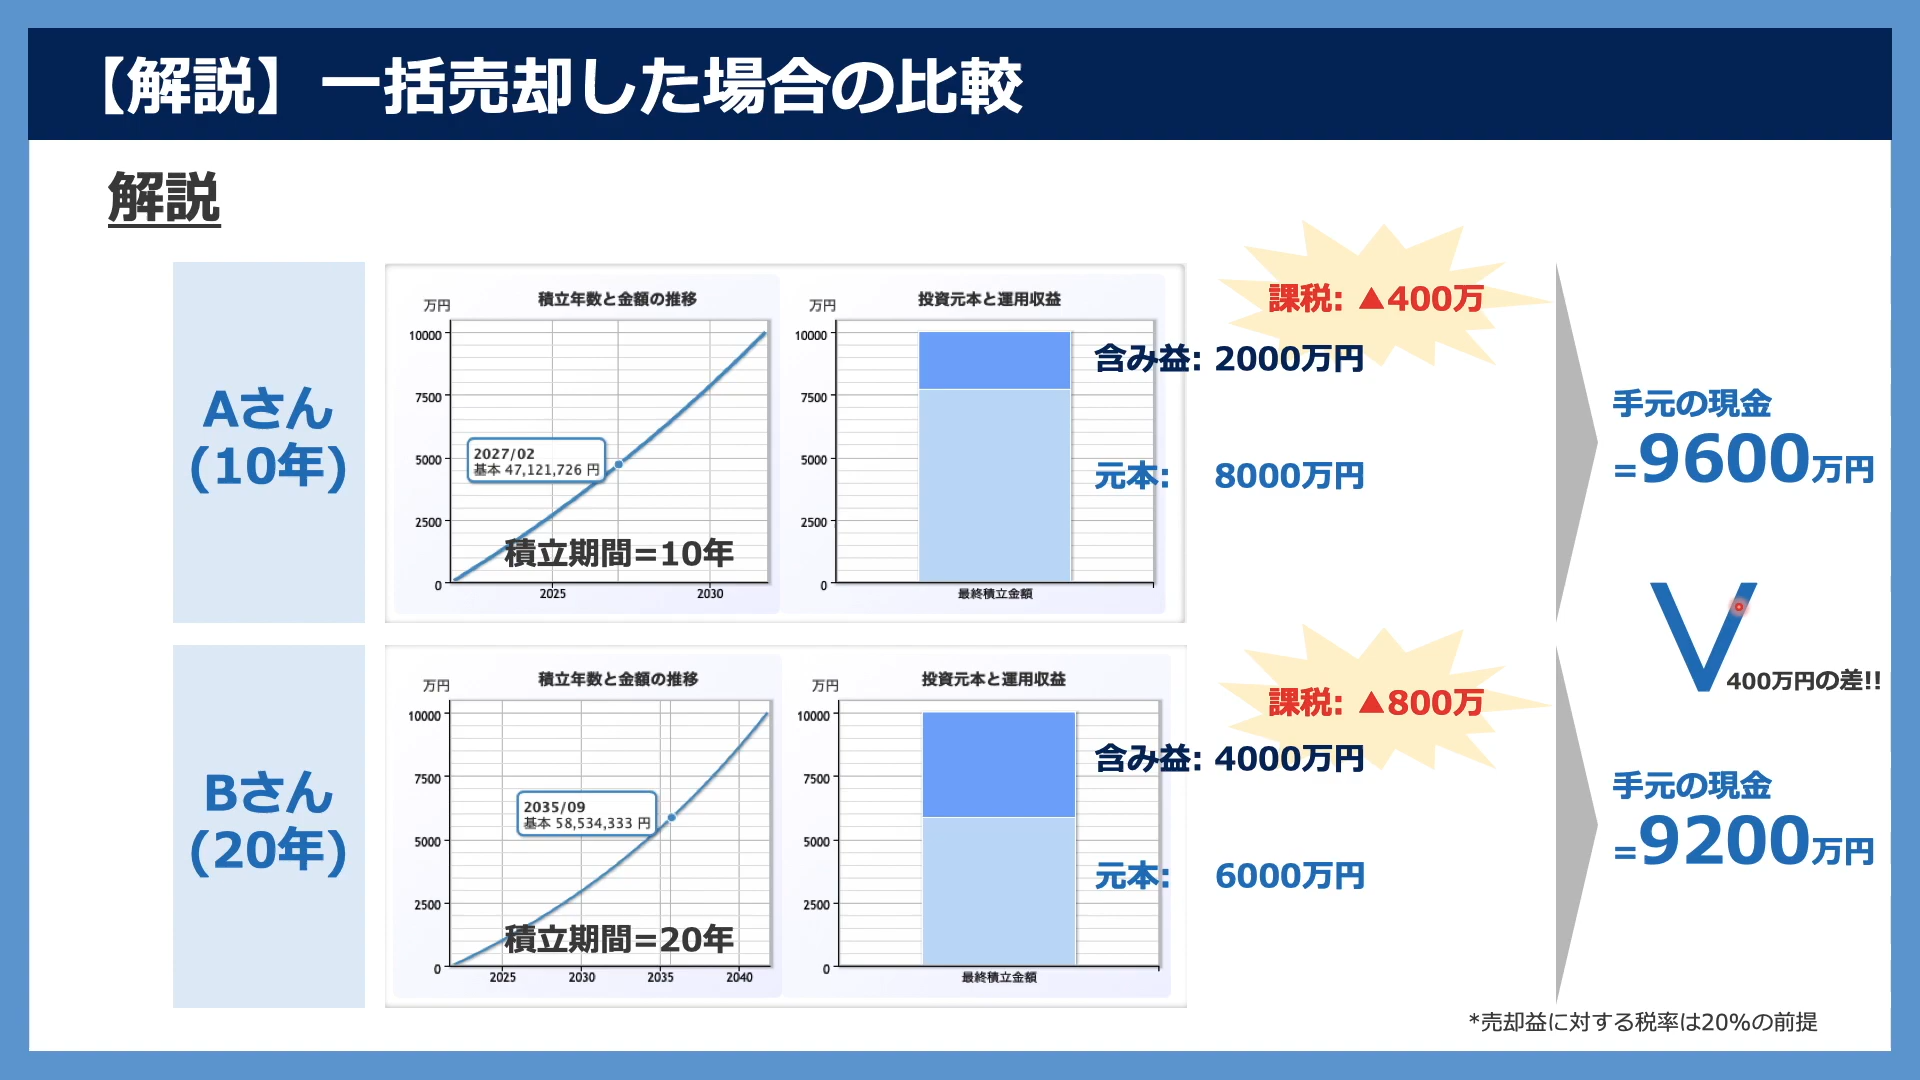 【解説】一括売却した場合の比較
解説
Aさん
(10年)
万円
積立年数と金額の推移
10000
7500
5000
2500
0
2027/02
基本 47,121,726 円
積立期間=10年
2025
2030
万円
投資元本と運用収益
10000
7500
5000
2500
0
最終積立金額
課税: ▲400万
含み益: 2000万円
元本: 8000万円
手元の現金
=9600万円
400万円の差!!
Bさん
(20年)
万円
積立年数と金額の推移
10000
7500
5000
2500
0
2035/09
基本 58,534,333 円
積立期間=20年
2025
2030
2035
2040
万円
投資元本と運用収益
10000
7500
5000
2500
0
最終積立金額
課税: ▲800万
含み益: 4000万円
元本: 6000万円
手元の現金
=9200万円
*売却益に対する税率は20%の前提